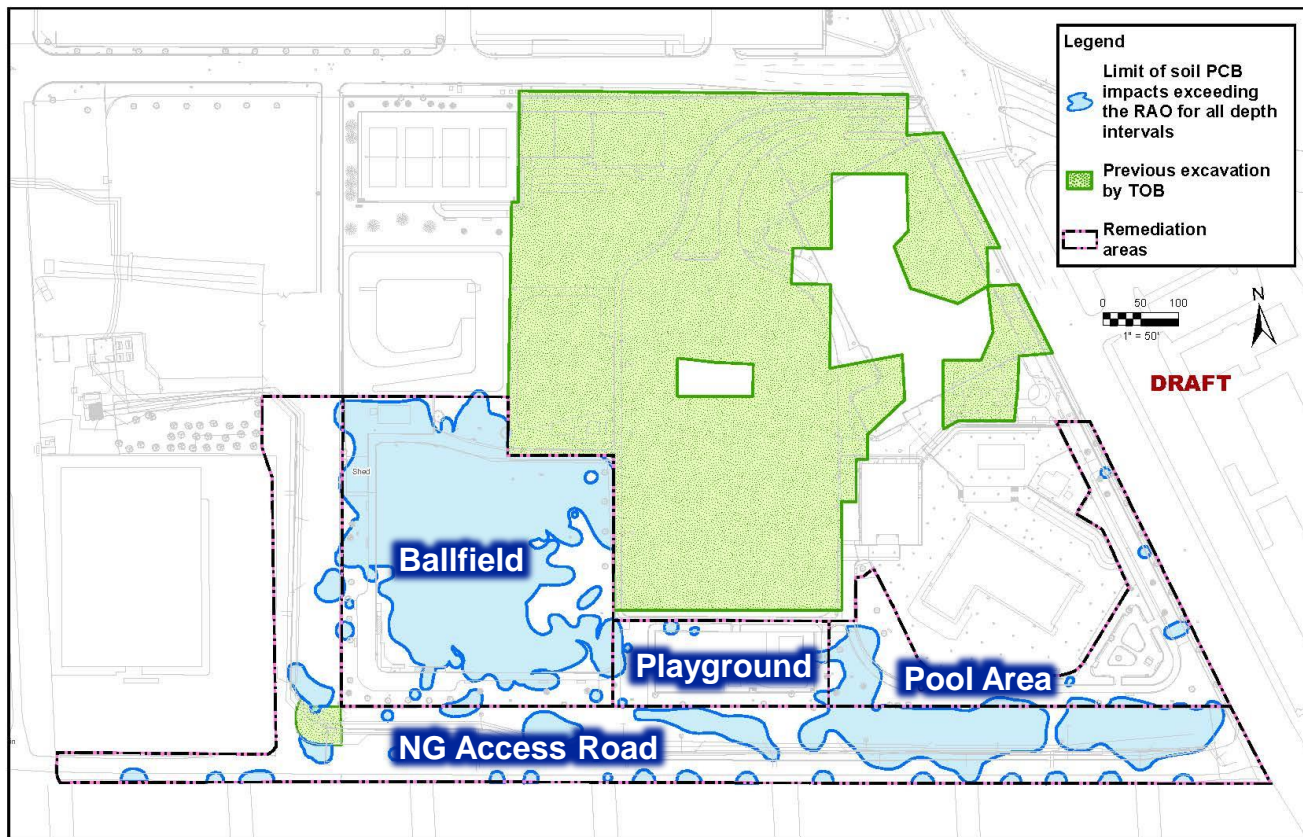 Legend
Limit of soil PCB
impacts exceeding
the RAO for all depth
intervals
Previous excavation
by TOB
Remediation
areas
0 50 100
1" = 50'
N
DRAFT
Shed
Ballfield
Playground
Pool Area
NG Access Road